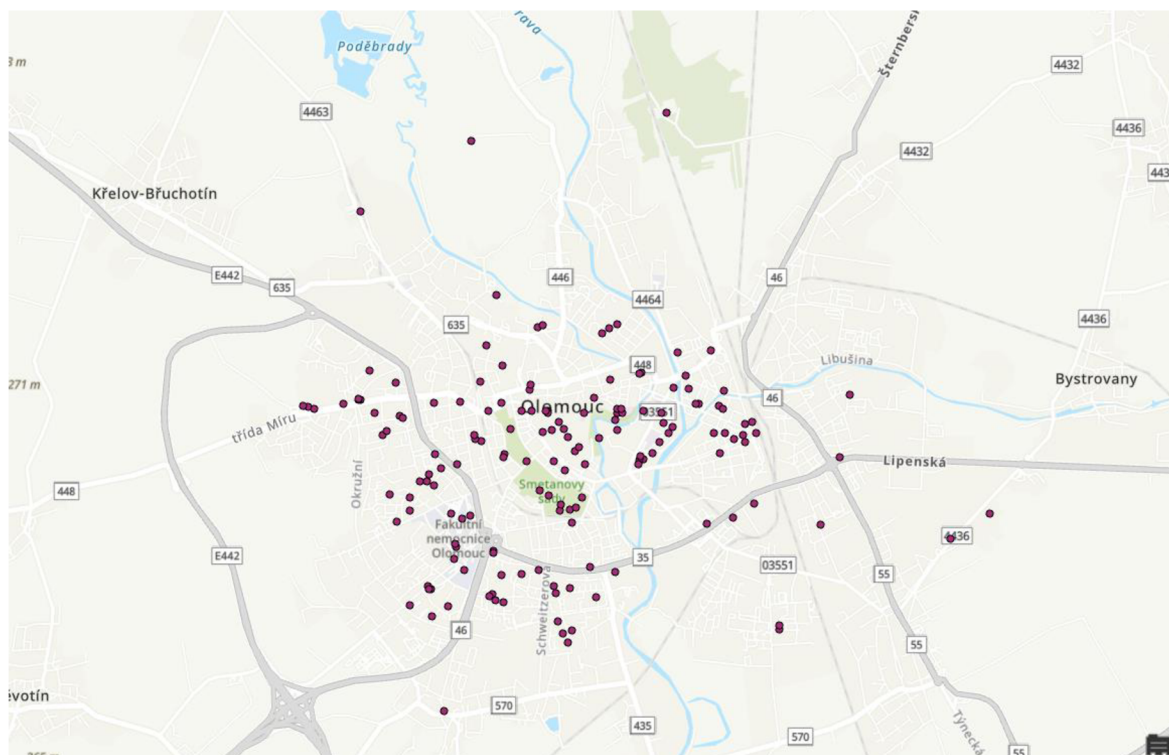 Poděbrady
4463
Šternbersk
4432
4436
4432
Křelov-Břuchotín
E442
635
446
46
4464
635
4436
448
Libušina
271 m
Bystrovany
Olomouc
03551
46
třída Míru
Okružní
Lipenská
448
Smetanovy
sady
Fakultní
nemocnice
Olomouc
4436
E442
35
03551
55
Schweitzerova
46
55
570
435
570
Týnecká
55